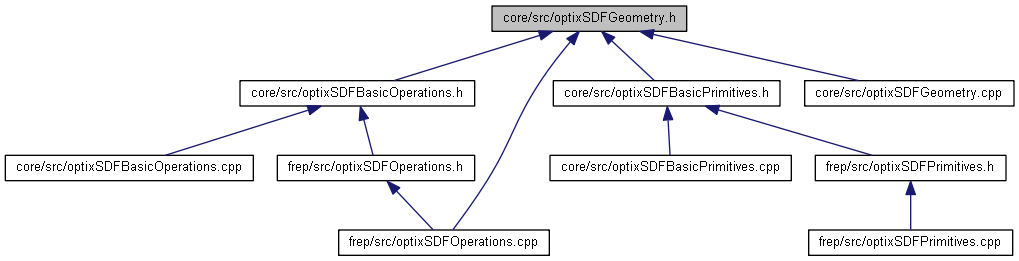 core/src/optixSDFGeometry.h
core/src/optixSDFBasicOperations.h
core/src/optixSDFBasicPrimitives.h
core/src/optixSDFGeometry.cpp
core/src/optixSDFBasicOperations.cpp
frep/src/optixSDFOperations.h
core/src/optixSDFBasicPrimitives.cpp
frep/src/optixSDFPrimitives.h
frep/src/optixSDFOperations.cpp
frep/src/optixSDFPrimitives.cpp